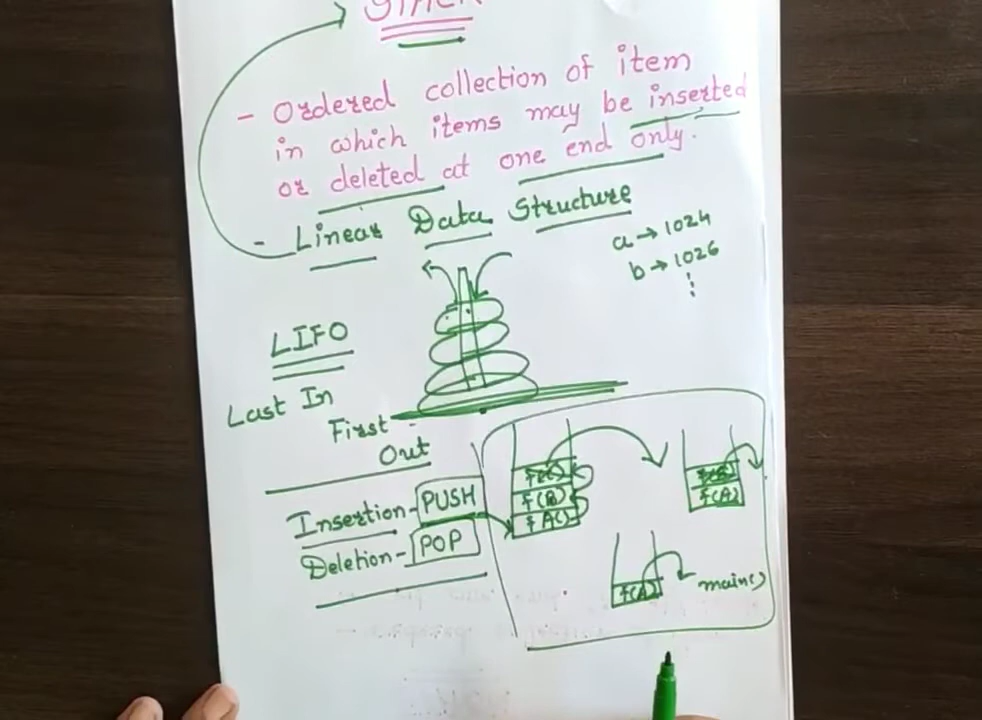 STACK
- Ordered collection of item
in which items may be inserted
or deleted at one end only.
- Linear Data Structure
a → 1024
b → 1026
⋮
LIFO
Last In
First
Out
Insertion - PUSH
Deletion - POP
f(B)
f A()
f(A)
f(A)
main()